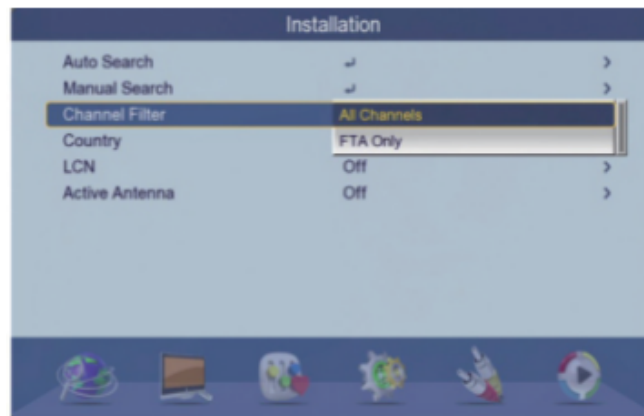 Installation
Auto Search
Manual Search
Channel Filter All Channels
Country FTA Only
LCN Off
Active Antenna Off